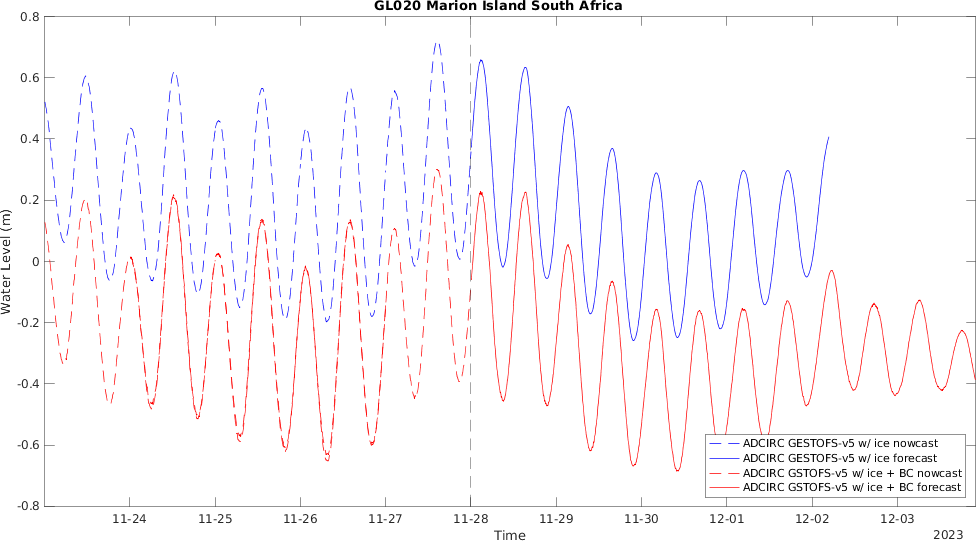 GL020 Marion Island South Africa
0.8
0.6
0.4
0.2
0
-0.2
-0.4
-0.6
-0.8
Water Level (m)
11-24 11-25 11-26 11-27 11-28 11-29 11-30 12-01 12-02 12-03
Time
2023
ADCIRC GESTOFS-v5 w/ ice nowcast
ADCIRC GESTOFS-v5 w/ ice forecast
ADCIRC GSTOFS-v5 w/ ice + BC nowcast
ADCIRC GSTOFS-v5 w/ ice + BC forecast